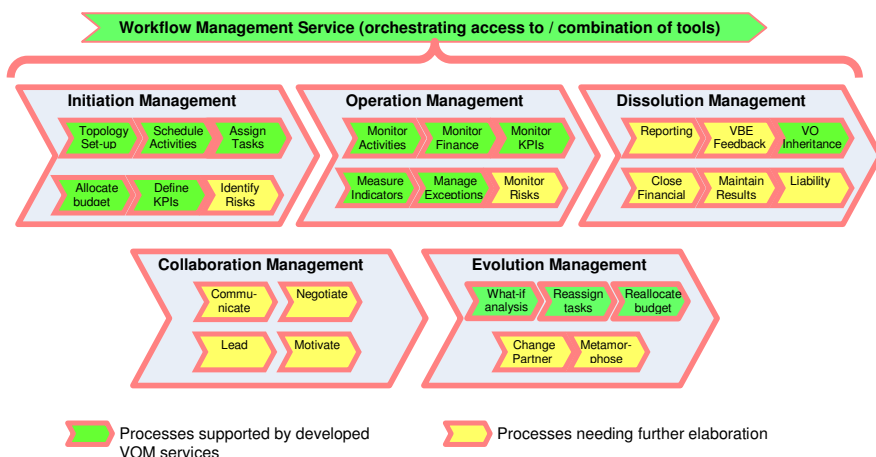 Workflow Management Service (orchestrating access to / combination of tools)
Initiation Management
Topology
Set-up
Schedule
Activities
Assign
Tasks
Allocate
budget
Define
KPIs
Identify
Risks
Operation Management
Monitor
Activities
Monitor
Finance
Monitor
KPIs
Measure
Indicators
Manage
Exceptions
Monitor
Risks
Dissolution Management
Reporting
VBE
Feedback
VO
Inheritance
Close
Financial
Maintain
Results
Liability
Collaboration Management
Commu-
nicate
Negotiate
Lead
Motivate
Evolution Management
What-if
analysis
Reassign
tasks
Reallocate
budget
Change
Partner
Metamor-
phose
Processes supported by developed
VOM services
Processes needing further elaboration